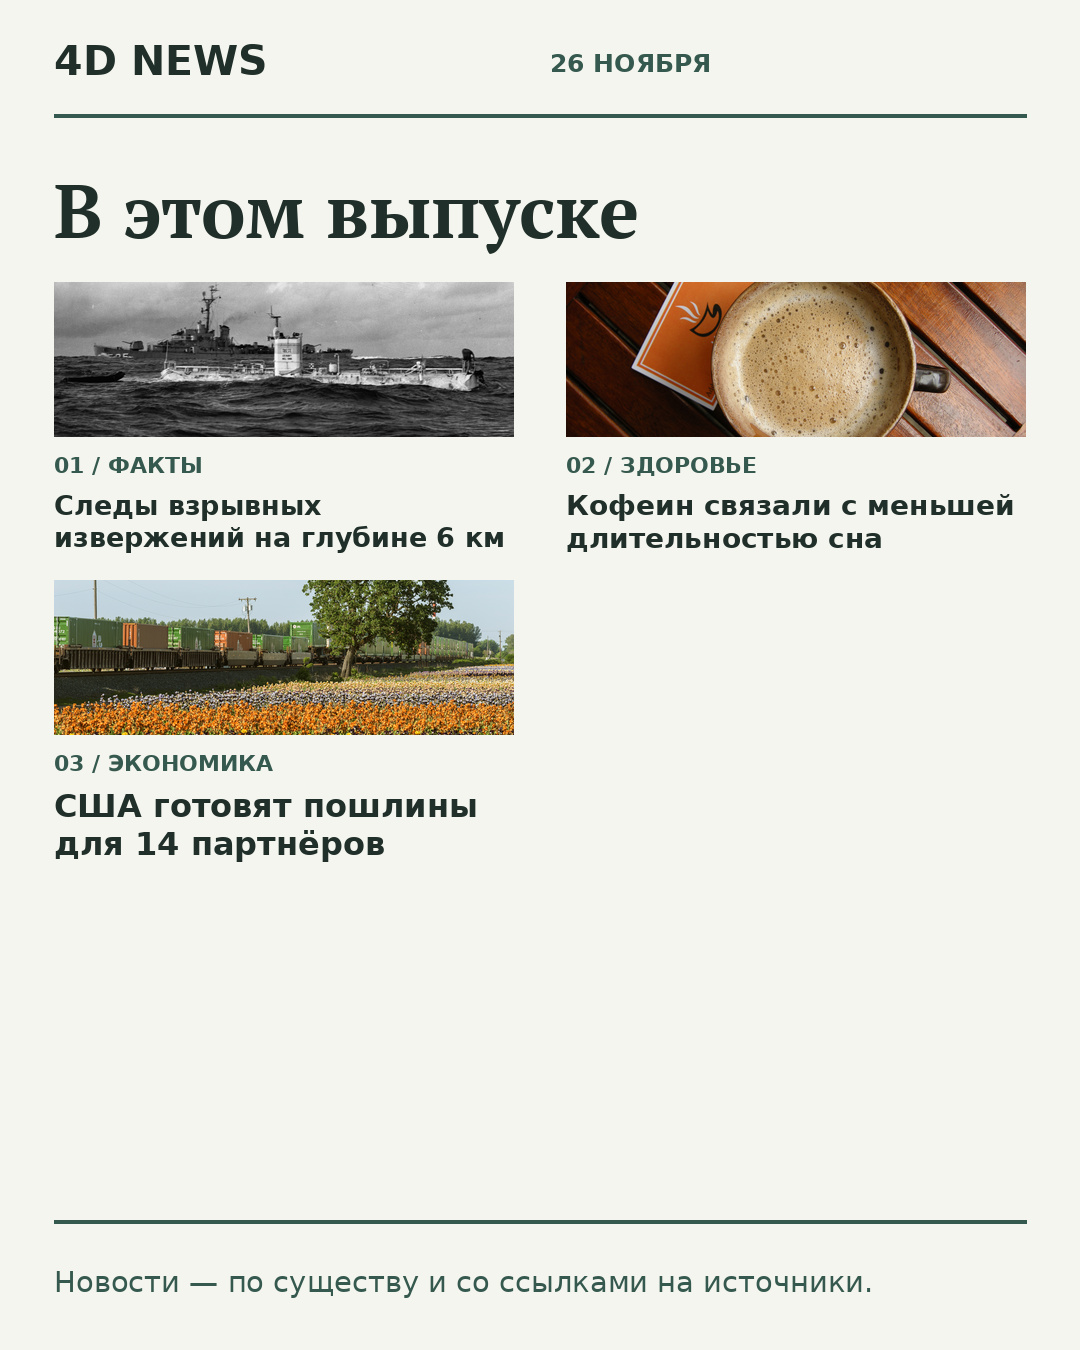 4D NEWS
26 НОЯБРЯ
В этом выпуске
01 / ФАКТЫ
Следы взрывных
извержений на глубине 6 км
02 / ЗДОРОВЬЕ
Кофеин связали с меньшей
длительностью сна
03 / ЭКОНОМИКА
США готовят пошлины
для 14 партнёров
Новости — по существу и со ссылками на источники.